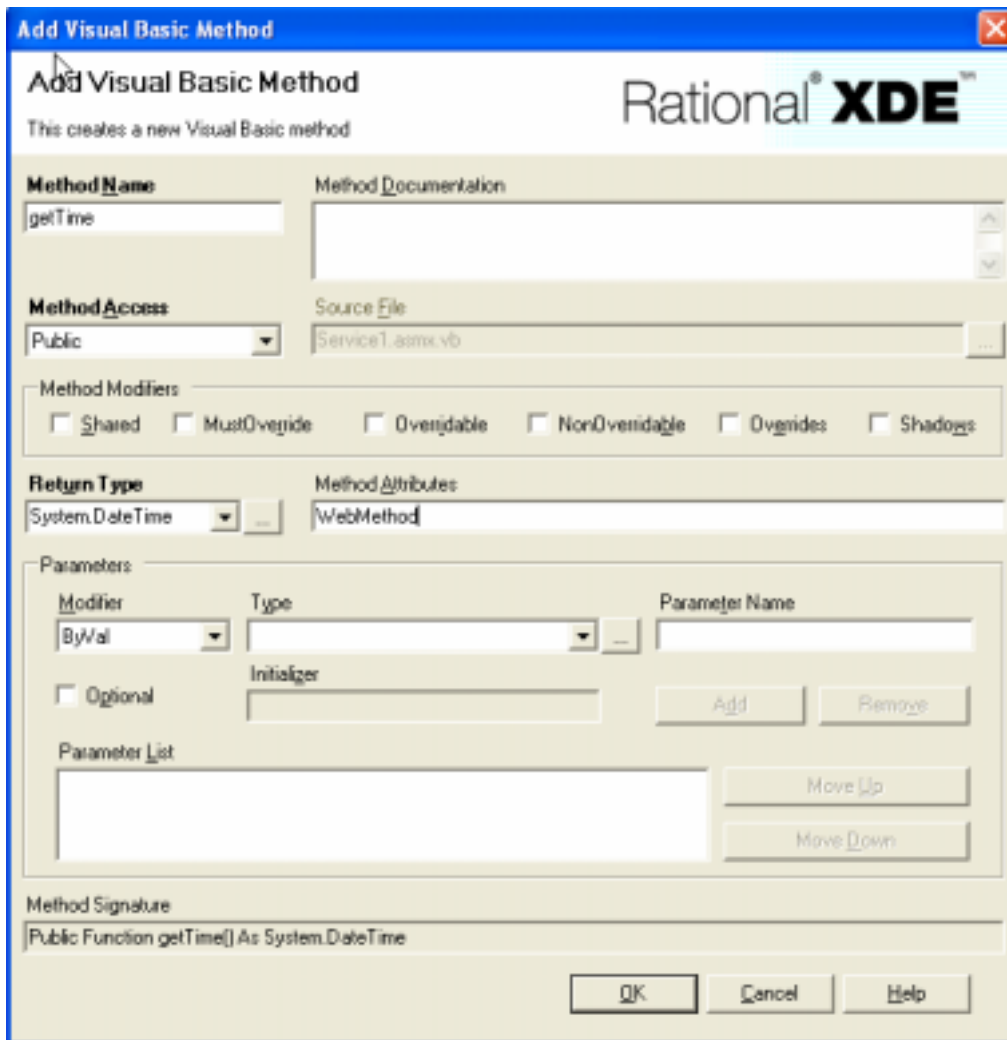 Add Visual Basic Method
Add Visual Basic Method
This creates a new Visual Basic method
Rational® XDE™
Method Name
Method Documentation
getTime
Method Access
Source File
Public
Service1.asmx.vb
...
Method Modifiers
Shared MustOverride Overridable NonOverridable Overrides Shadows
Return Type
Method Attributes
System.DateTime
...
WebMethod
Parameters
Modifier
Type
Parameter Name
ByVal
...
Optional
Initializer
Add
Remove
Parameter List
Move Up
Move Down
Method Signature
Public Function getTime() As System.DateTime
OK
Cancel
Help